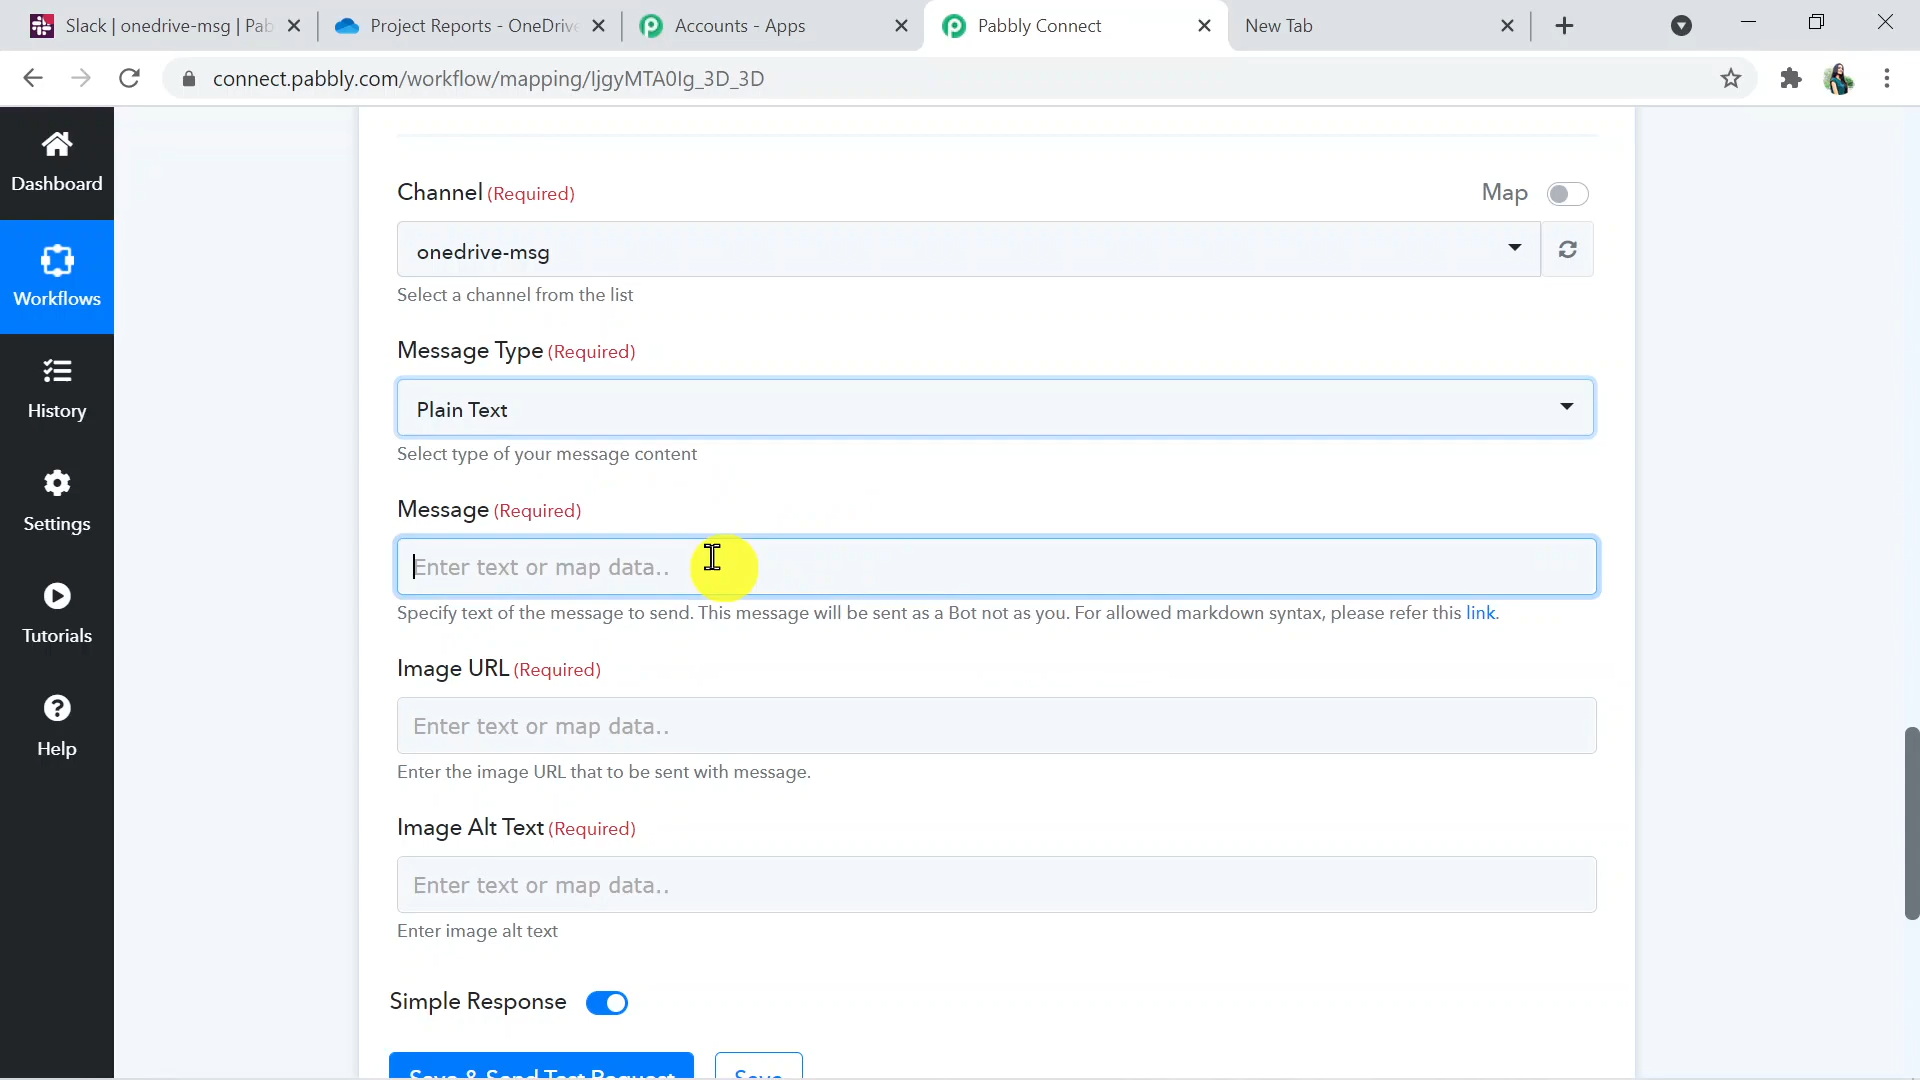 Slack | onedrive-msg | Pab
Project Reports - OneDrive
Accounts - Apps
Pabbly Connect
New Tab
connect.pabbly.com/workflow/mapping/IjgyMTA0Ig_3D_3D
Dashboard
Workflows
History
Settings
Tutorials
Help
Channel (Required)
Map
onedrive-msg
Select a channel from the list
Message Type (Required)
Plain Text
Select type of your message content
Message (Required)
Enter text or map data..
Specify text of the message to send. This message will be sent as a Bot not as you. For allowed markdown syntax, please refer this link.
Image URL (Required)
Enter text or map data..
Enter the image URL that to be sent with message.
Image Alt Text (Required)
Enter text or map data..
Enter image alt text
Simple Response
Save & Send Test Request
Save